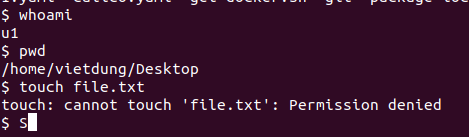 $ whoami
u1
$ pwd
/home/vietdung/Desktop
$ touch file.txt
touch: cannot touch 'file.txt': Permission denied
$ S